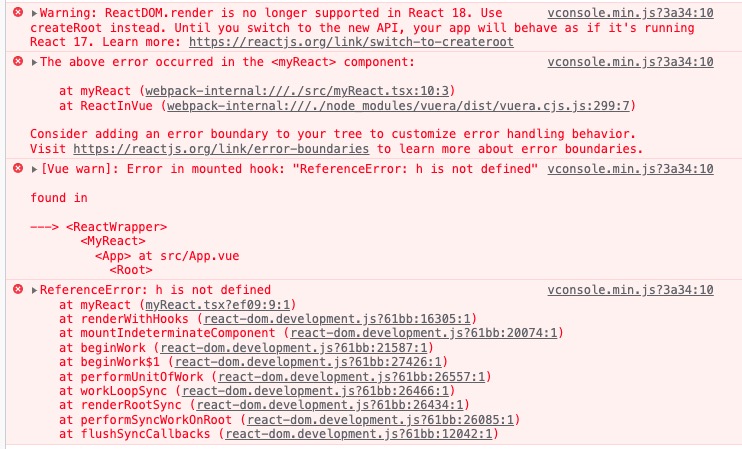 Warning: ReactDOM.render is no longer supported in React 18. Use vconsole.min.js?3a34:10
createRoot instead. Until you switch to the new API, your app will behave as if it's running
React 17. Learn more: https://reactjs.org/link/switch-to-createroot
The above error occurred in the <myReact> component: vconsole.min.js?3a34:10
at myReact (webpack-internal:///./src/myReact.tsx:10:3)
at ReactInVue (webpack-internal:///./node_modules/vuera/dist/vuera.cjs.js:299:7)
Consider adding an error boundary to your tree to customize error handling behavior.
Visit https://reactjs.org/link/error-boundaries to learn more about error boundaries.
[Vue warn]: Error in mounted hook: "ReferenceError: h is not defined" vconsole.min.js?3a34:10
found in
---> <ReactWrapper>
<MyReact>
<App> at src/App.vue
<Root>
ReferenceError: h is not defined vconsole.min.js?3a34:10
at myReact (myReact.tsx?ef09:9:1)
at renderWithHooks (react-dom.development.js?61bb:16305:1)
at mountIndeterminateComponent (react-dom.development.js?61bb:20074:1)
at beginWork (react-dom.development.js?61bb:21587:1)
at beginWork$1 (react-dom.development.js?61bb:27426:1)
at performUnitOfWork (react-dom.development.js?61bb:26557:1)
at workLoopSync (react-dom.development.js?61bb:26466:1)
at renderRootSync (react-dom.development.js?61bb:26434:1)
at performSyncWorkOnRoot (react-dom.development.js?61bb:26085:1)
at flushSyncCallbacks (react-dom.development.js?61bb:12042:1)